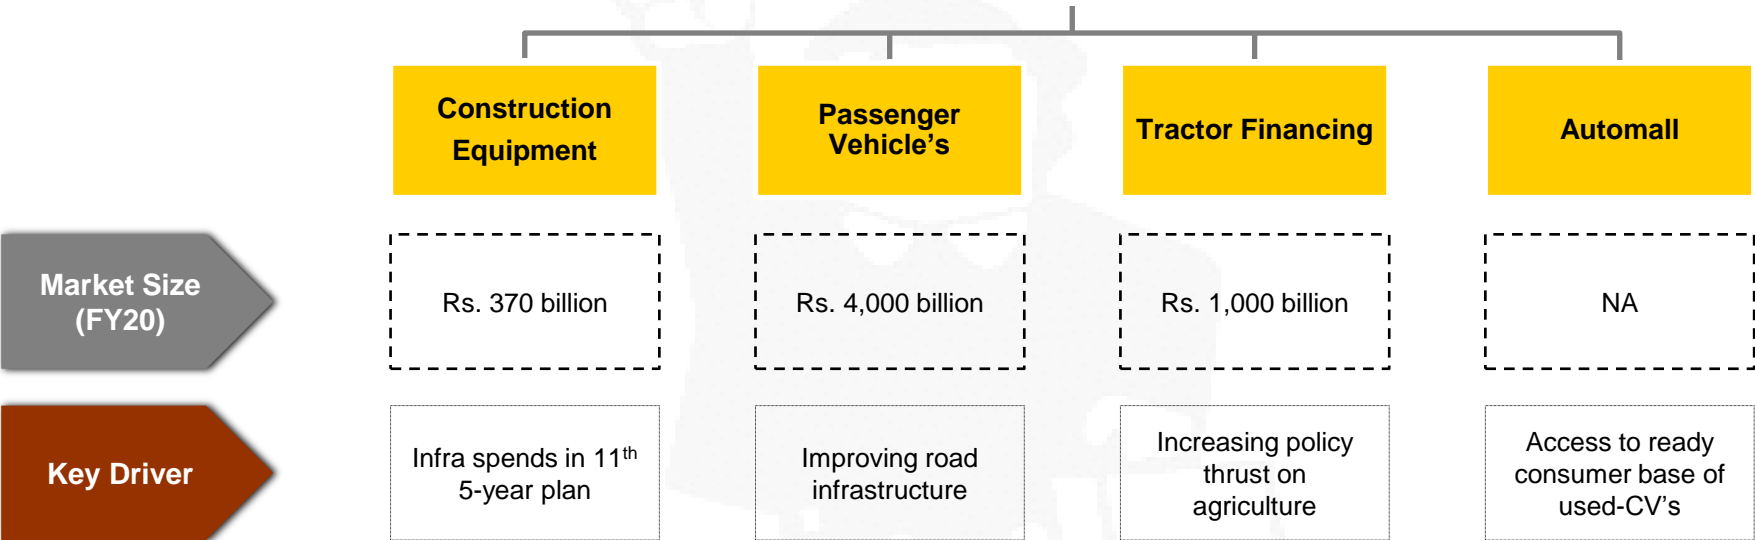 Construction
Equipment
Passenger
Vehicle's
Tractor Financing
Automall
Market Size
(FY20)
Rs. 370 billion
Rs. 4,000 billion
Rs. 1,000 billion
NA
Key Driver
Infra spends in 11th
5-year plan
Improving road
infrastructure
Increasing policy
thrust on
agriculture
Access to ready
consumer base of
used-CV's